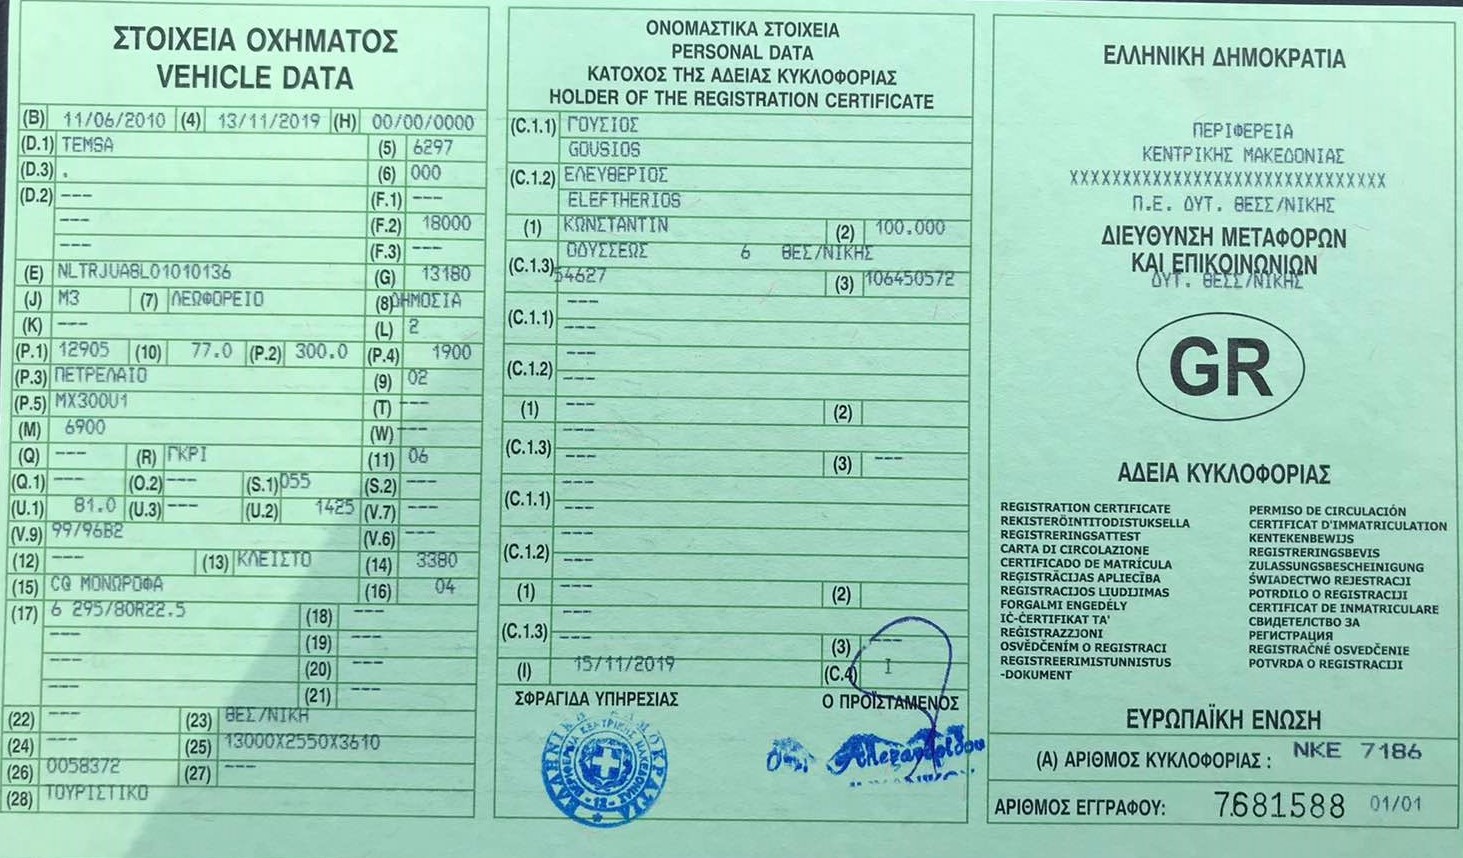 ΣΤΟΙΧΕΙΑ ΟΧΗΜΑΤΟΣ
VEHICLE DATA
(B) 11/06/2010 (4) 13/11/2019 (H) 00/00/0000
(D.1) TEMSA (5) 6297
(D.3) . (6) 000
(D.2) --- (F.1) ---
--- (F.2) 18000
--- (F.3) ---
(E) NLTRJUA8L01010136 (G) 13180
(J) M3 (7) ΛΕΩΦΟΡΕΙΟ (8) ΔΗΜΟΣΙΑ
(K) --- (L) 2
(P.1) 12905 (10) 77.0 (P.2) 300.0 (P.4) 1900
(P.3) ΠΕΤΡΕΛΑΙΟ (9) 02
(P.5) MX300U1 (T) ---
(M) 6900 (W) ---
(Q) --- (R) ΓΚΡΙ (11) 06
(Q.1) --- (O.2) --- (S.1) 055 (S.2) ---
(U.1) 81.0 (U.3) --- (U.2) 1425 (V.7) ---
(V.9) 99/96B2 (V.6) ---
(12) --- (13) ΚΛΕΙΣΤΟ (14) 3380
(15) CQ ΜΟΝΩΡΟΦΑ (16) 04
(17) 6 295/80R22.5 (18) ---
--- (19) ---
--- (20) ---
--- (21) ---
(22) --- (23) ΘΕΣ/ΝΙΚΗ
(24) --- (25) 13000X2550X3610
(26) 0058372 (27) ---
(28) ΤΟΥΡΙΣΤΙΚΟ
ΟΝΟΜΑΣΤΙΚΑ ΣΤΟΙΧΕΙΑ
PERSONAL DATA
ΚΑΤΟΧΟΣ ΤΗΣ ΑΔΕΙΑΣ ΚΥΚΛΟΦΟΡΙΑΣ
HOLDER OF THE REGISTRATION CERTIFICATE
(C.1.1) ΓΟΥΣΙΟΣ
GOUSIOS
(C.1.2) ΕΛΕΥΘΕΡΙΟΣ
ELEFTHERIOS
(1) ΚΩΝΣΤΑΝΤΙΝ (2) 100.000
(C.1.3) ΟΔΥΣΣΕΩΣ 6 ΘΕΣ/ΝΙΚΗΣ
54627 (3) 106450572
(C.1.1) ---
---
(C.1.2) ---
---
(1) --- (2)
(C.1.3) ---
--- (3) ---
(C.1.1) ---
---
(C.1.2) ---
---
(1) --- (2)
(C.1.3) ---
--- (3) ---
(I) 15/11/2019 (C.4) I
ΣΦΡΑΓΙΔΑ ΥΠΗΡΕΣΙΑΣ Ο ΠΡΟΪΣΤΑΜΕΝΟΣ
ΕΛΛΗΝΙΚΗ ΔΗΜΟΚΡΑΤΙΑ
ΠΕΡΙΦΕΡΕΙΑ ΚΕΝΤΡΙΚΗΣ ΜΑΚΕΔΟΝΙΑΣ
ΕΛΛΗΝΙΚΗ ΔΗΜΟΚΡΑΤΙΑ
ΠΕΡΙΦΕΡΕΙΑ
ΚΕΝΤΡΙΚΗΣ ΜΑΚΕΔΟΝΙΑΣ
XXXXXXXXXXXXXXXXXXXXXXXXXXXXXX
Π.Ε. ΔΥΤ. ΘΕΣΣ/ΝΙΚΗΣ
ΔΙΕΥΘΥΝΣΗ ΜΕΤΑΦΟΡΩΝ
ΚΑΙ ΕΠΙΚΟΙΝΩΝΙΩΝ
ΔΥΤ. ΘΕΣΣ/ΝΙΚΗΣ
GR
ΑΔΕΙΑ ΚΥΚΛΟΦΟΡΙΑΣ
REGISTRATION CERTIFICATE
REKISTERÖINTITODISTUKSELLA
REGISTRERINGSATTEST
CARTA DI CIRCOLAZIONE
CERTIFICADO DE MATRÍCULA
REĢISTRĀCIJAS APLIECĪBA
REGISTRACIJOS LIUDIJIMAS
FORGALMI ENGEDÉLY
IČ-ĊERTIFIKAT TA'
REĠISTRAZZJONI
OSVĚDČENÍM O REGISTRACI
REGISTREERIMISTUNNISTUS
-DOKUMENT
PERMISO DE CIRCULACIÓN
CERTIFICAT D'IMMATRICULATION
KENTEKENBEWIJS
REGISTRERINGSBEVIS
ZULASSUNGSBESCHEINIGUNG
ŚWIADECTWO REJESTRACJI
POTRDILO O REGISTRACIJI
CERTIFICAT DE INMATRICULARE
СВИДЕТЕЛСТВО ЗА
РЕГИСТРАЦИЯ
REGISTRAČNÉ OSVEDČENIE
POTVRDA O REGISTRACIJI
ΕΥΡΩΠΑΪΚΗ ΕΝΩΣΗ
(A) ΑΡΙΘΜΟΣ ΚΥΚΛΟΦΟΡΙΑΣ : NKE 7186
ΑΡΙΘΜΟΣ ΕΓΓΡΑΦΟΥ: 7681588 01/01